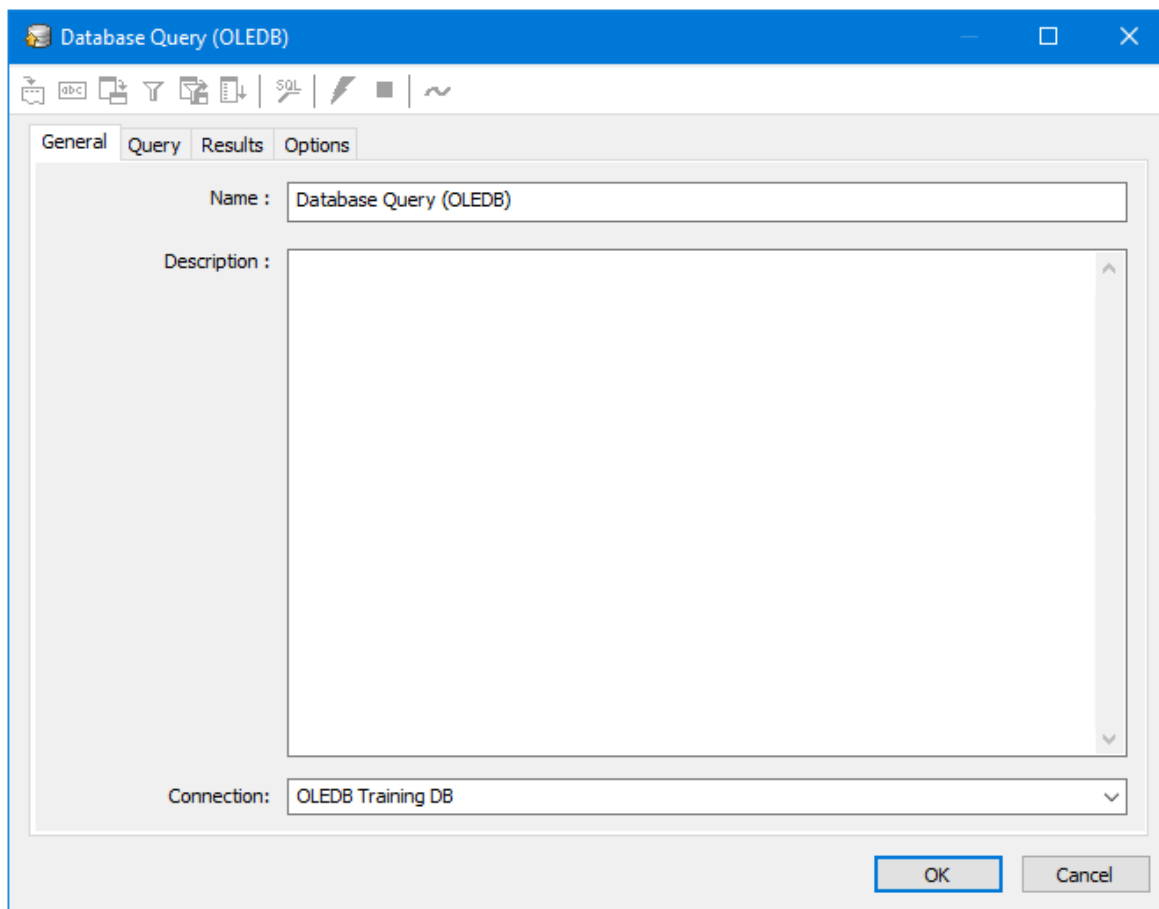 Database Query (OLEDB)
abc
SQL
General Query Results Options
Name : Database Query (OLEDB)
Description :
Connection: OLEDB Training DB
OK Cancel